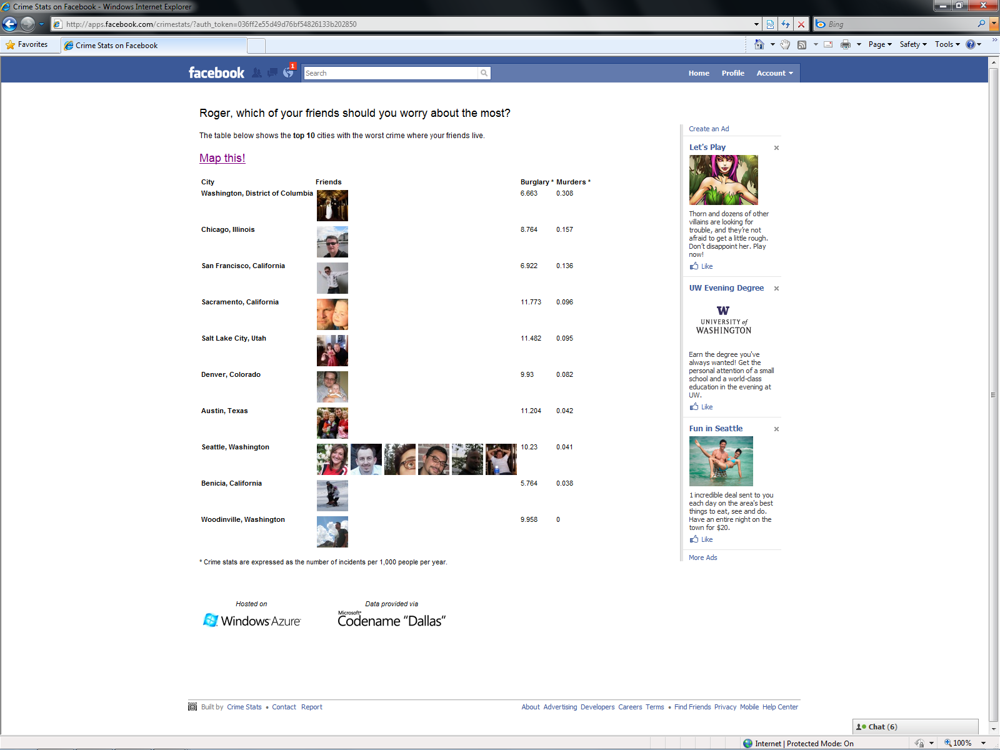 Crime Stats on Facebook - Windows Internet Explorer
http://apps.facebook.com/crimestats/?auth_token=036ff2e55d49d76bf54826133b202850
Bing
Favorites
Crime Stats on Facebook
Page
Safety
Tools
facebook
1
Search
Home
Profile
Account
Roger, which of your friends should you worry about the most?
The table below shows the top 10 cities with the worst crime where your friends live.
Map this!
City Friends Burglary * Murders *
Washington, District of Columbia 6.663 0.308
Chicago, Illinois 8.764 0.157
San Francisco, California 6.922 0.136
Sacramento, California 11.773 0.096
Salt Lake City, Utah 11.482 0.095
Denver, Colorado 9.93 0.082
Austin, Texas 11.204 0.042
Seattle, Washington 10.23 0.041
Benicia, California 5.764 0.038
Woodinville, Washington 9.958 0
* Crime stats are expressed as the number of incidents per 1,000 people per year.
Hosted on
Windows Azure
Data provided via
Microsoft
Codename "Dallas"
Create an Ad
Let's Play
Thorn and dozens of other
villains are looking for
trouble, and they're not
afraid to get a little rough.
Don't disappoint her. Play
now!
Like
UW Evening Degree
W
UNIVERSITY of
WASHINGTON
Earn the degree you've
always wanted! Get the
personal attention of a small
school and a world-class
education in the evening at
UW.
Like
Fun in Seattle
1 incredible deal sent to you
each day on the area's best
things to eat, see and do.
Have an entire night on the
town for $20.
Like
More Ads
Built by Crime Stats • Contact Report
About Advertising Developers Careers Terms • Find Friends Privacy Mobile Help Center
Chat (6)
Internet | Protected Mode: On
100%